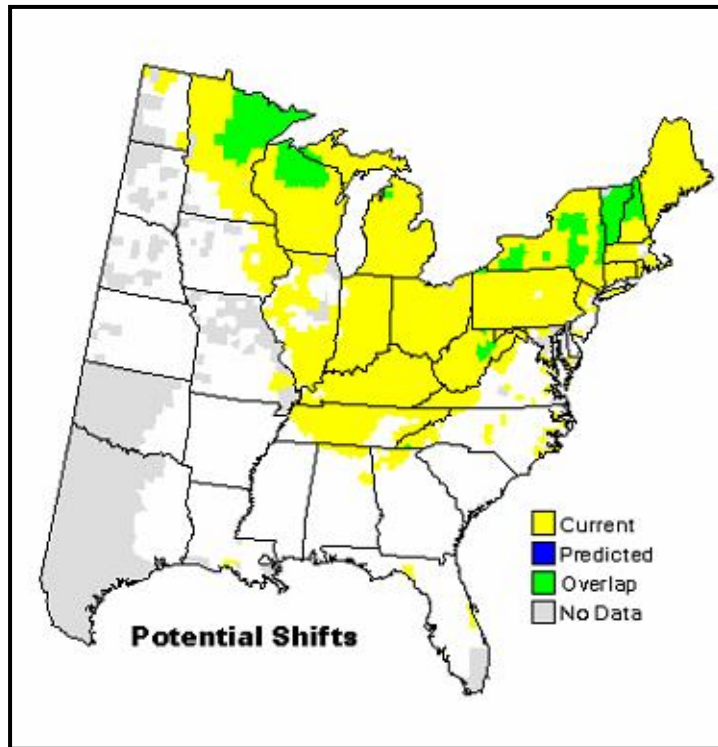 Current
Predicted
Overlap
No Data
Potential Shifts